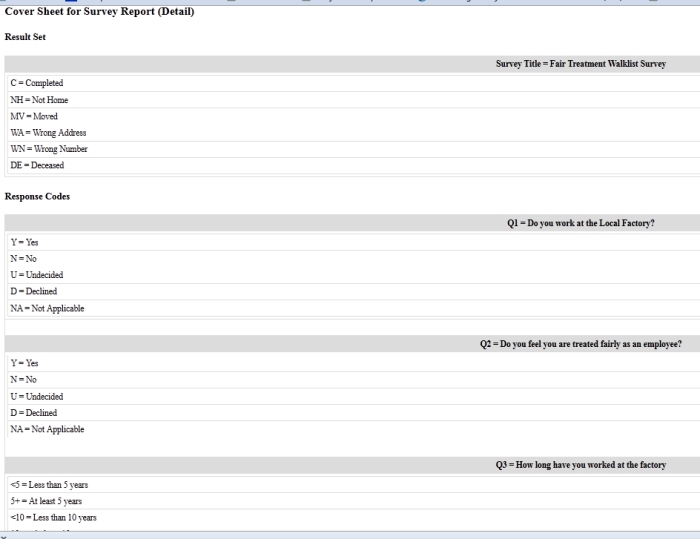 Cover Sheet for Survey Report (Detail)
Result Set
Survey Title = Fair Treatment Walklist Survey
C = Completed
NH = Not Home
MV = Moved
WA = Wrong Address
WN = Wrong Number
DE = Deceased
Response Codes
Q1 = Do you work at the Local Factory?
Y = Yes
N = No
U = Undecided
D = Declined
NA = Not Applicable
Q2 = Do you feel you are treated fairly as an employee?
Y = Yes
N = No
U = Undecided
D = Declined
NA = Not Applicable
Q3 = How long have you worked at the factory
<5 = Less than 5 years
5+ = At least 5 years
<10 = Less than 10 years